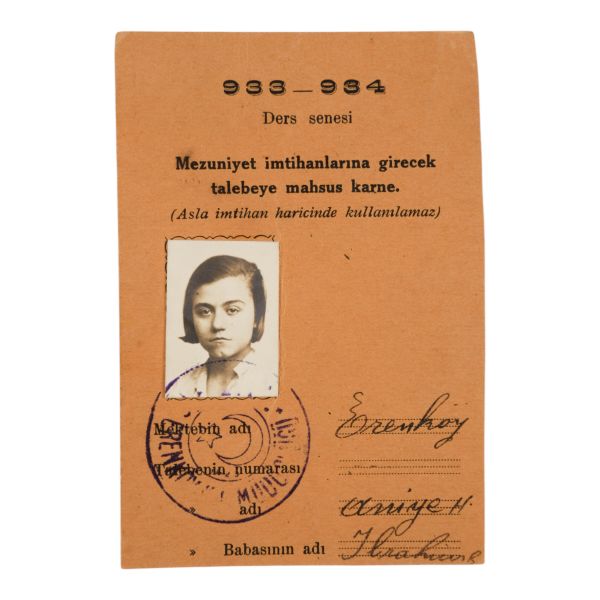 933—934
Ders senesi
Mezuniyet imtihanlarına girecek
talebeye mahsus karne.
(Asla imtihan haricinde kullanılamaz)
Mektebin adı Erenköy
Talebenin numarası
» adı H.
» Babasının adı